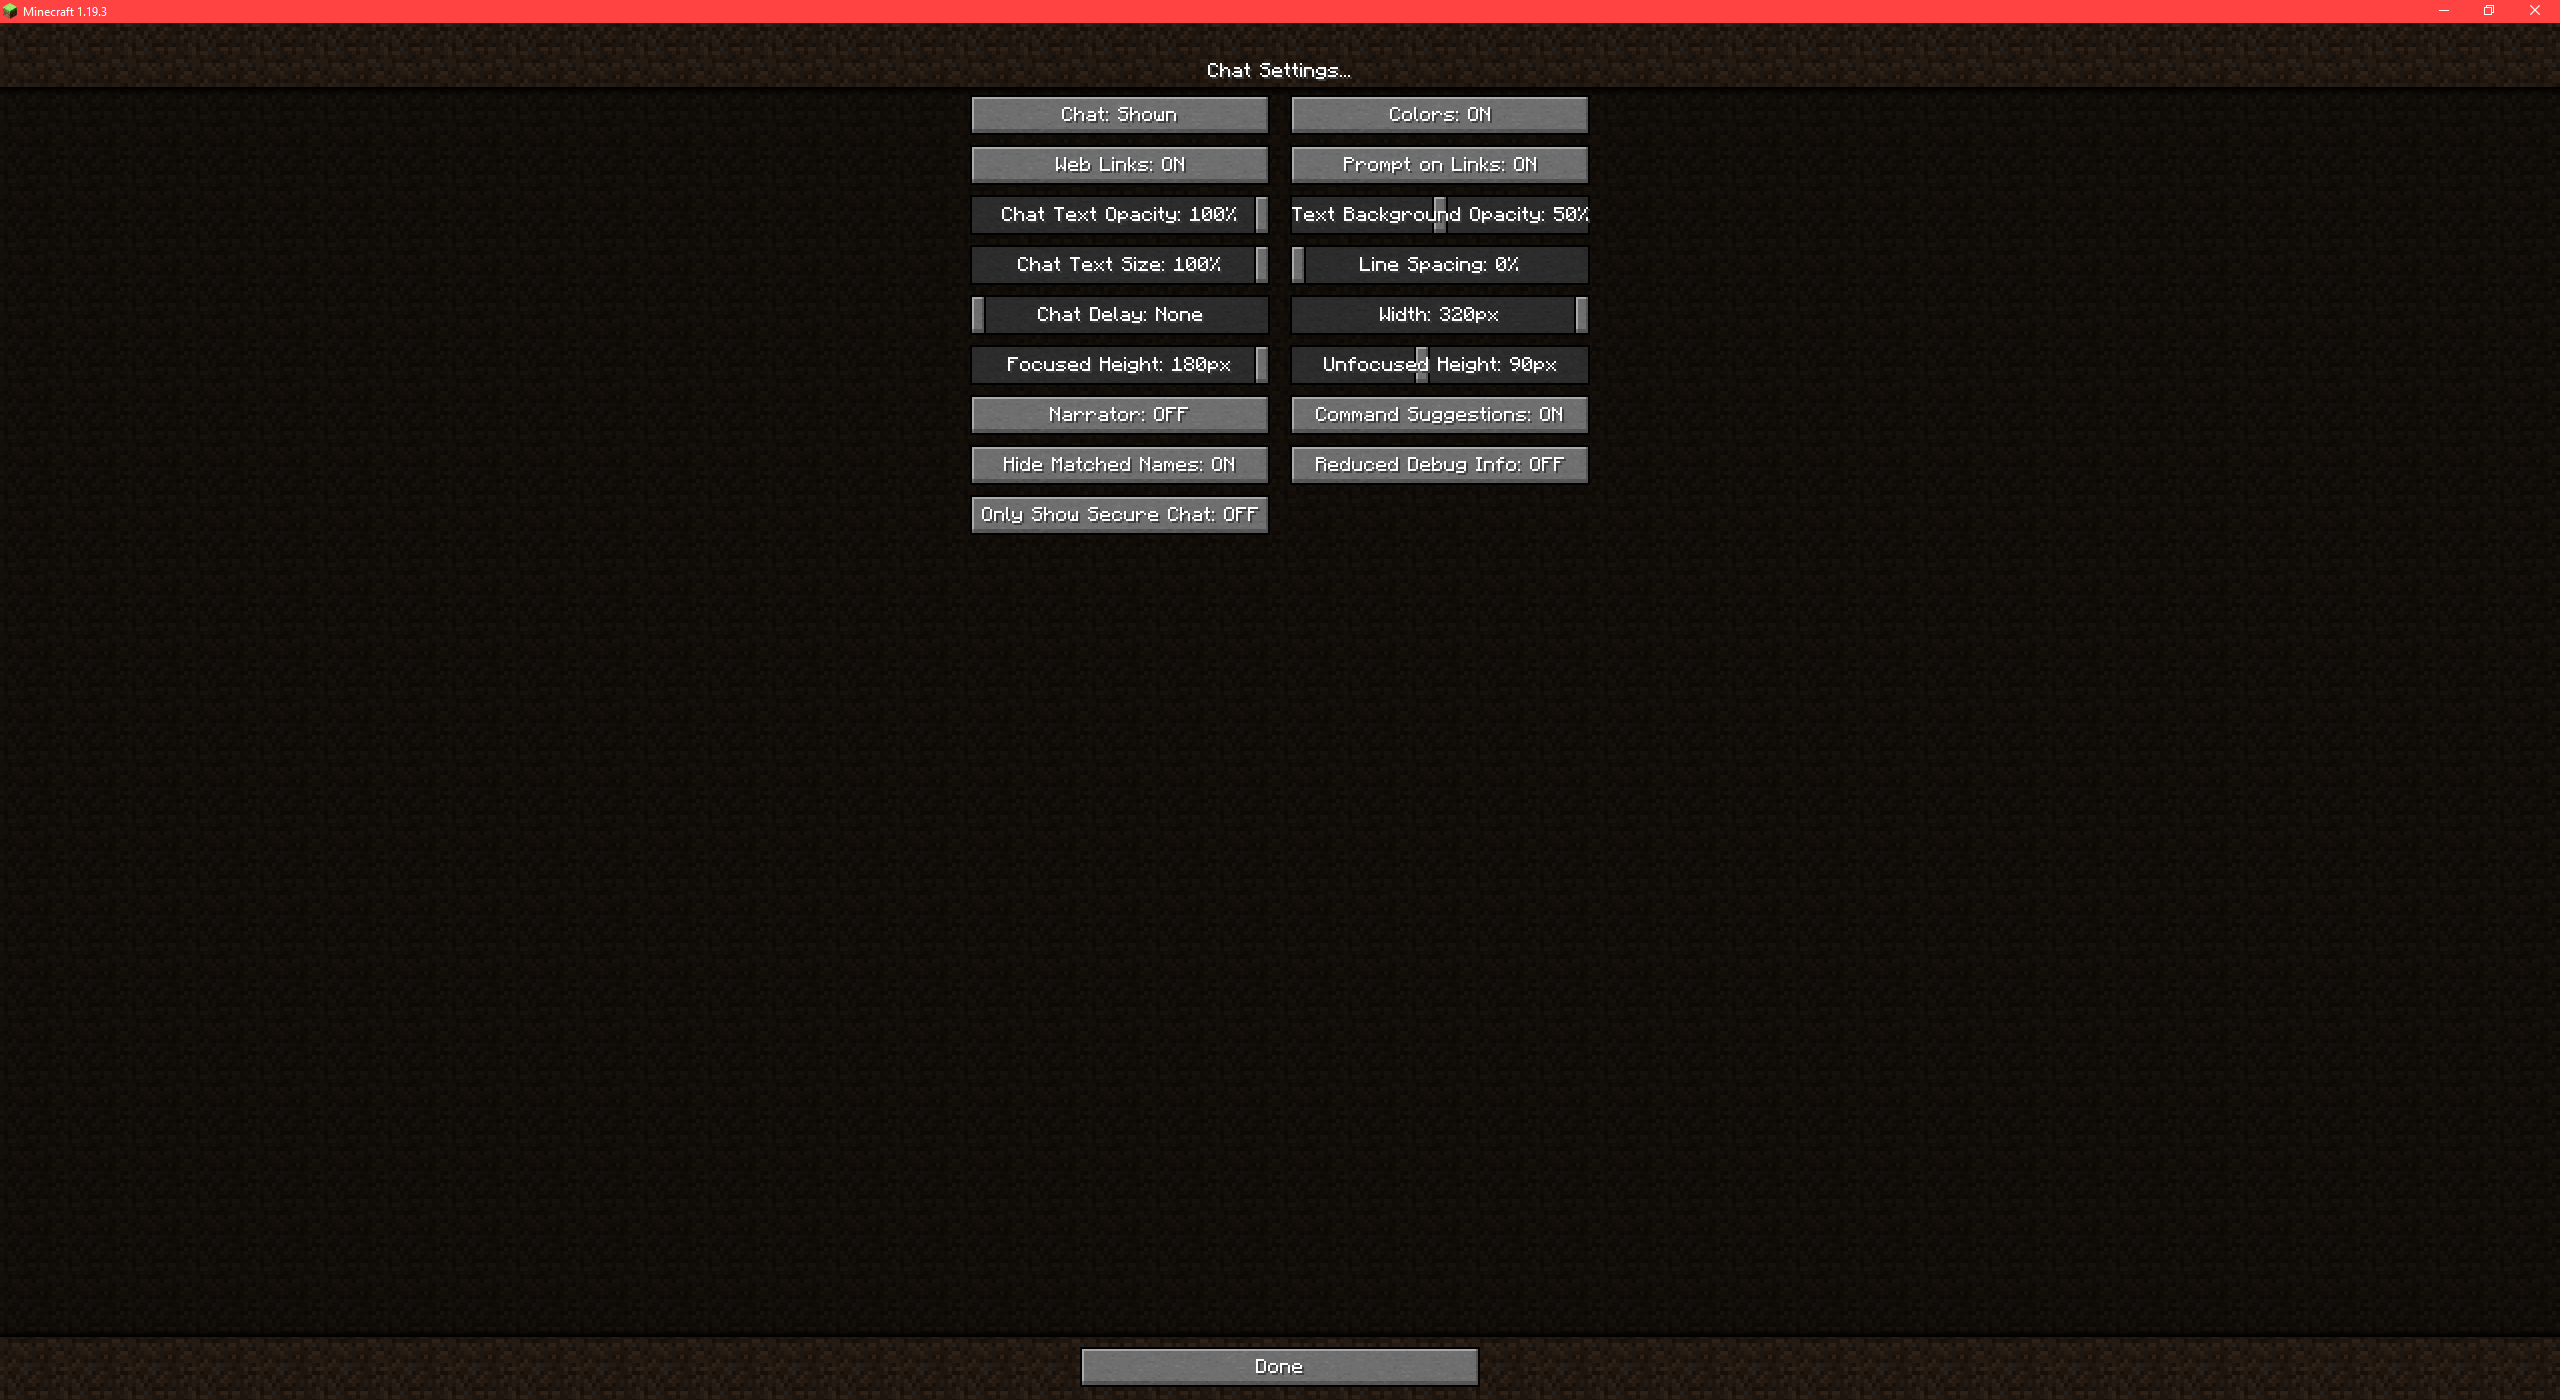 Minecraft 1.19.3
Chat Settings...
Chat: Shown
Colors: ON
Web Links: ON
Prompt on Links: ON
Chat Text Opacity: 100%
Text Background Opacity: 50%
Chat Text Size: 100%
Line Spacing: 0%
Chat Delay: None
Width: 320px
Focused Height: 180px
Unfocused Height: 90px
Narrator: OFF
Command Suggestions: ON
Hide Matched Names: ON
Reduced Debug Info: OFF
Only Show Secure Chat: OFF
Done